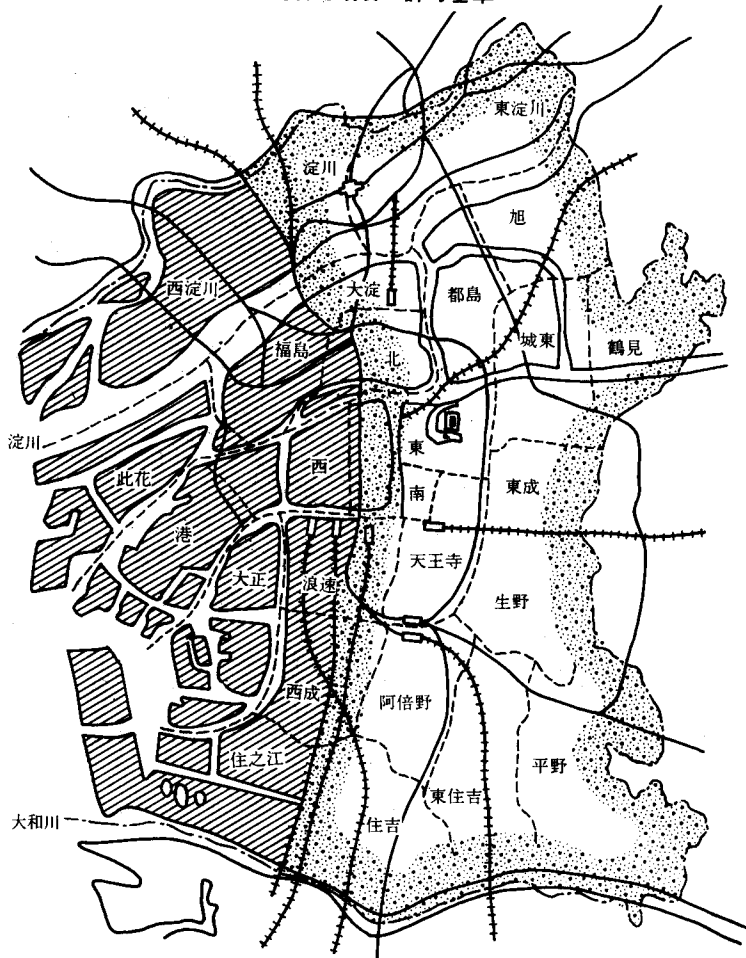 東淀川
淀川
旭
西淀川
大淀
都島
福島
北
城東
鶴見
淀川
東
此花
西
南
東成
港
天王寺
大正
浪速
生野
西成
阿倍野
住之江
平野
東住吉
大和川
住吉